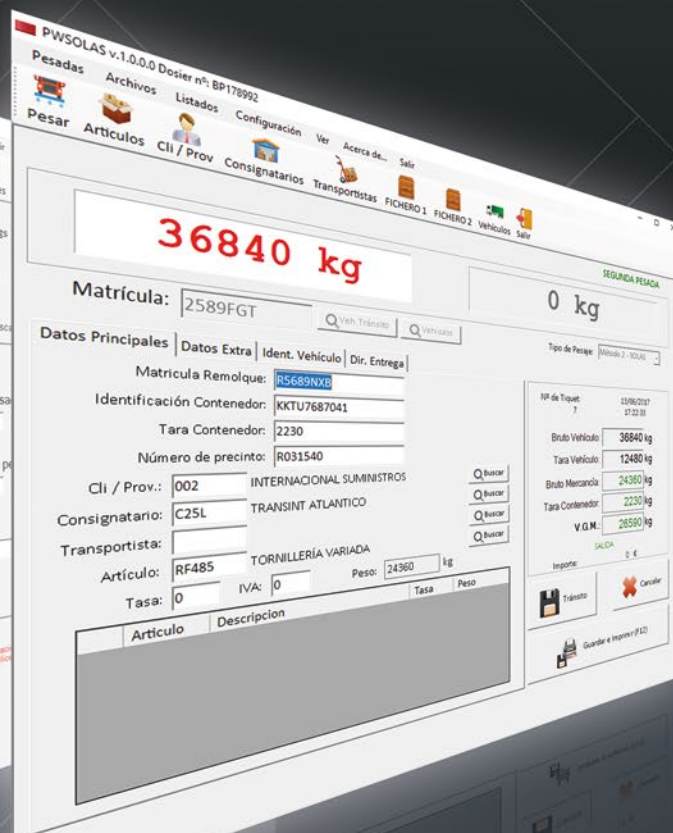 PWSOLAS v.1.0.0.0 Dosier nº: BP178992
Pesadas Archivos Listados Configuración Ver Acerca de... Salir
Pesar Articulos Cli / Prov Consignatarios Transportistas FICHERO 1 FICHERO 2 Vehículos Salir
36840 kg
SEGUNDA PESADA
0 kg
Matrícula: 2589FGT
Veh. Tránsito Vehículos
Tipo de Pesaje: Método 2 - SOLAS
Datos Principales Datos Extra Ident. Vehículo Dir. Entrega
Matricula Remolque: R5689NXB
Identificación Contenedor: KKTU7687041
Tara Contenedor: 2230
Número de precinto: R031540
Cli / Prov.: 002 INTERNACIONAL SUMINISTROS Buscar
Consignatario: C25L TRANSINT ATLANTICO Buscar
Transportista: Buscar
Artículo: RF485 TORNILLERÍA VARIADA Buscar
Tasa: 0 IVA: 0 Peso: 24360 kg
Articulo Descripcion Tasa Peso
Nº de Tiquet: 13/06/2017
7 17:22:03
Bruto Vehículo: 36840 kg
Tara Vehículo: 12480 kg
Bruto Mercancía: 24360 kg
Tara Contenedor: 2230 kg
V.G.M.: 26590 kg
SALIDA
Importe: 0 €
Tránsito Cancelar
Guardar e Imprimir (F12)